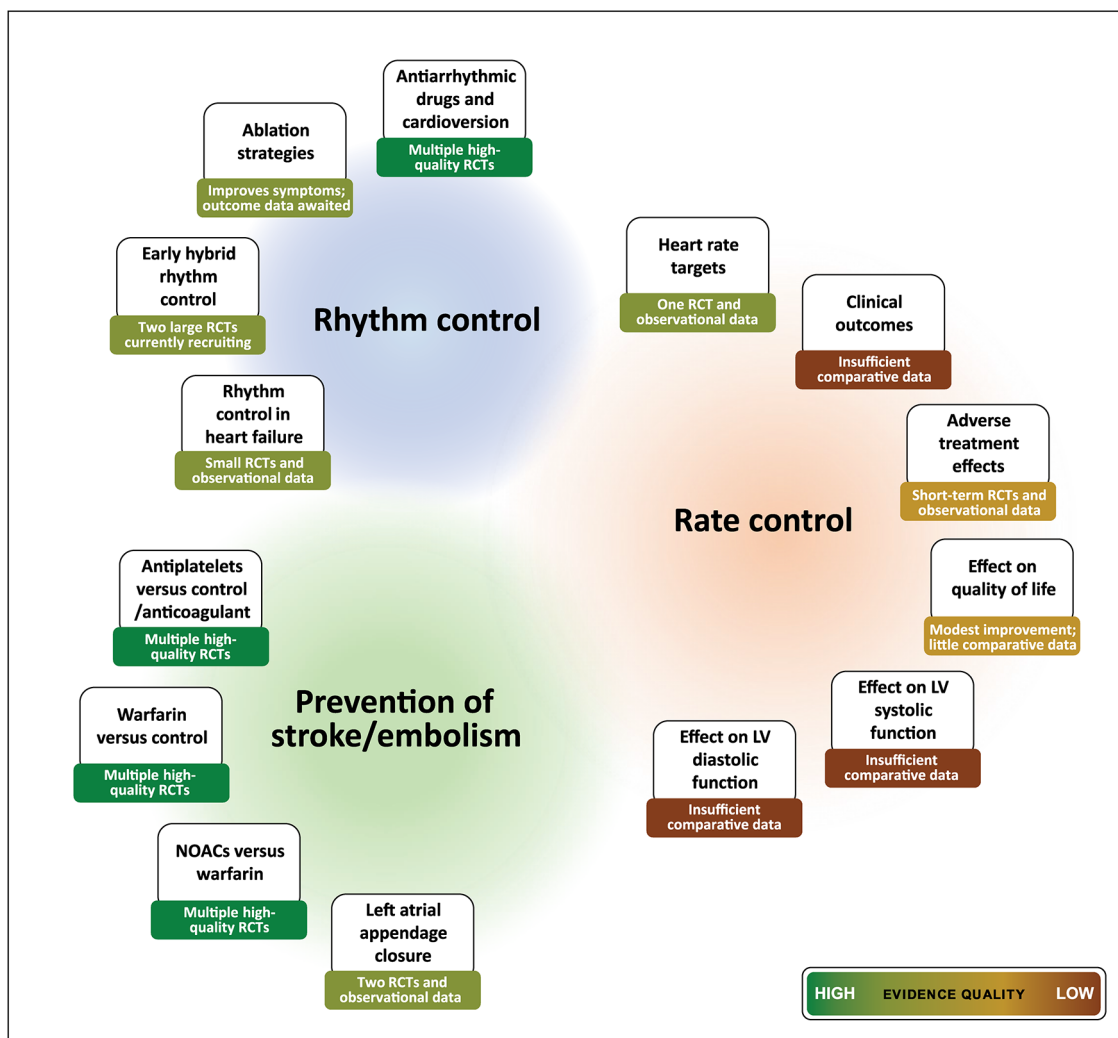 Antiarrhythmic
drugs and
cardioversion
Multiple high-
quality RCTs
Ablation
strategies
Improves symptoms;
outcome data awaited
Early hybrid
rhythm
control
Two large RCTs
currently recruiting
Rhythm
control in
heart failure
Small RCTs and
observational data
Rhythm control
Heart rate
targets
One RCT and
observational data
Clinical
outcomes
Insufficient
comparative data
Adverse
treatment
effects
Short-term RCTs and
observational data
Effect on
quality of life
Modest improvement;
little comparative data
Effect on LV
systolic
function
Insufficient
comparative data
Effect on LV
diastolic
function
Insufficient
comparative data
Rate control
Antiplatelets
versus control
/anticoagulant
Multiple high-
quality RCTs
Warfarin
versus control
Multiple high-
quality RCTs
NOACs versus
warfarin
Multiple high-
quality RCTs
Left atrial
appendage
closure
Two RCTs and
observational data
Prevention of
stroke/embolism
HIGH EVIDENCE QUALITY LOW